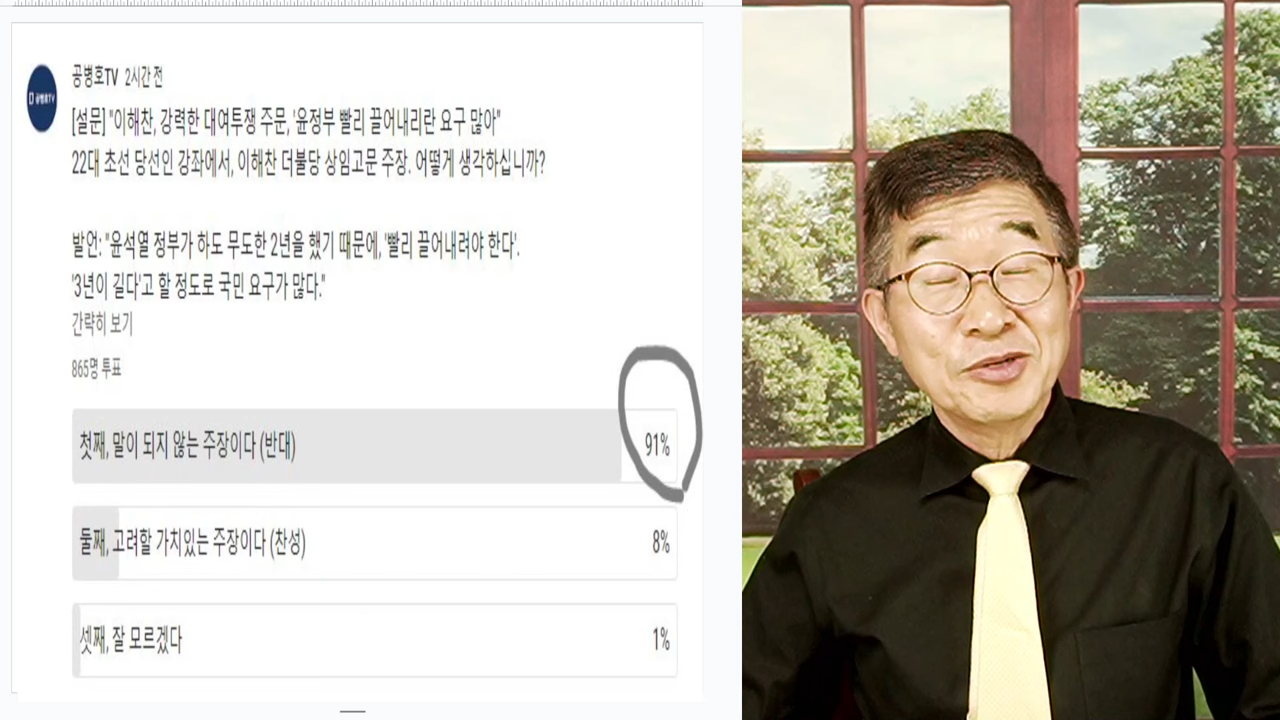 공병호TV 2시간 전
공병호TV
[설문] "이해찬, 강력한 대여투쟁 주문, '윤정부 빨리 끌어내리란 요구 많아"
22대 초선 당선인 강좌에서, 이해찬 더불당 상임고문 주장. 어떻게 생각하십니까?
발언: "윤석열 정부가 하도 무도한 2년을 했기 때문에, '빨리 끌어내려야 한다'.
'3년이 길다'고 할 정도로 국민 요구가 많다."
간략히 보기
865명 투표
첫째, 말이 되지 않는 주장이다 (반대) 91%
둘째, 고려할 가치있는 주장이다 (찬성) 8%
셋째, 잘 모르겠다 1%